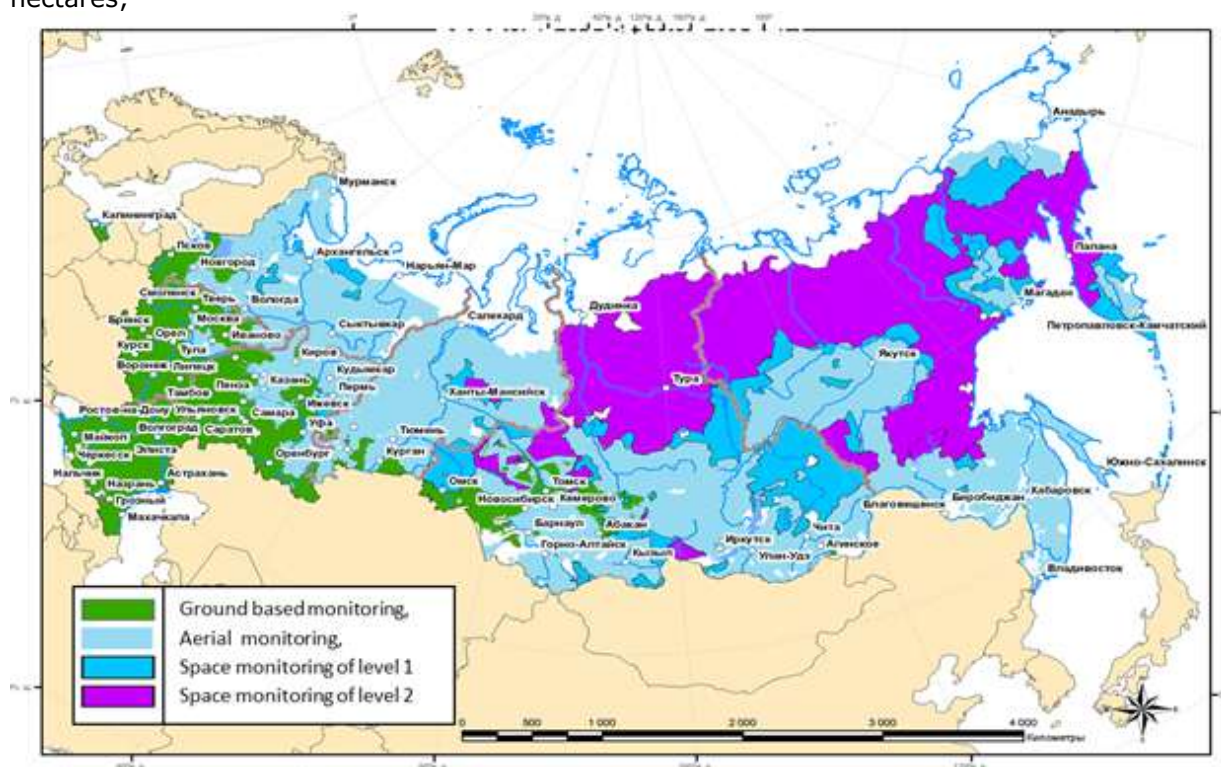 hectares,
Анадырь
Мурманск
Калининград
Псков
Архангельск
Новгород
Нарьян-Мар
Папана
Смоленск
Тверь
Вологда
Салехард
Дудинка
Магадан
Брянск
Москва
Орел
Иваново
Сыктывкар
Петропавловск-Камчатский
Курск
Тула
Киров
Якутск
Воронеж
Липецк
Кудымкар
Пенза
Казань
Пермь
Тура
Тамбов
Ханты-Мансийск
Ижевск
Ростов-на-Дону
Ульяновск
Самара
Уфа
Майкоп
Волгоград
Саратов
Тюмень
Черкесск
Элиста
Оренбург
Курган
Нальчик
Астрахань
Омск
Томск
Южно-Сахалинск
Назрань
Новосибирск
Кемерово
Хабаровск
Грозный
Биробиджан
Благовещенск
Махачкала
Барнаул
Абакан
Чита
Горно-Алтайск
Иркутск
Агинское
Кызыл
Улан-Удэ
Владивосток
Ground based monitoring,
Aerial monitoring,
Space monitoring of level 1
Space monitoring of level 2
0 500 1 000 2 000 3 000 4 000
Километры